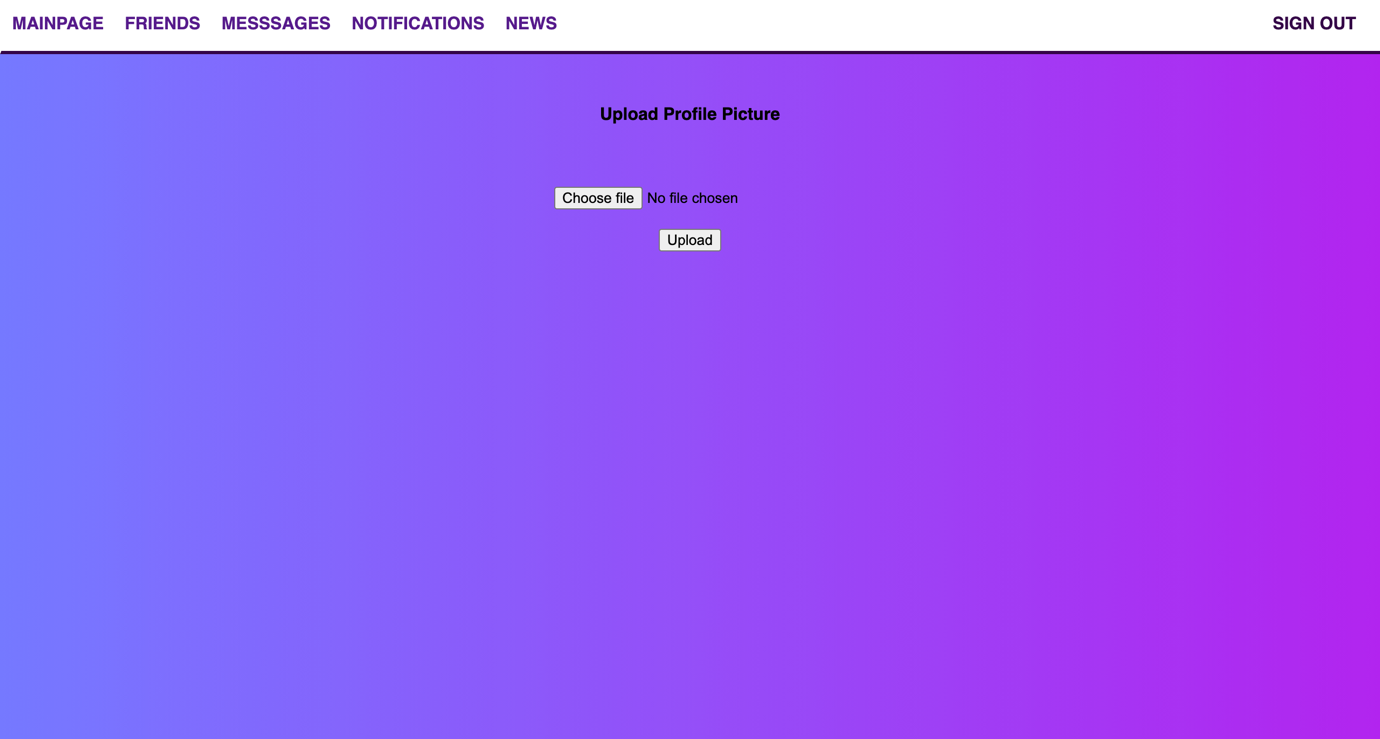 MAINPAGE FRIENDS MESSSAGES NOTIFICATIONS NEWS SIGN OUT
Upload Profile Picture
Choose file No file chosen
Upload